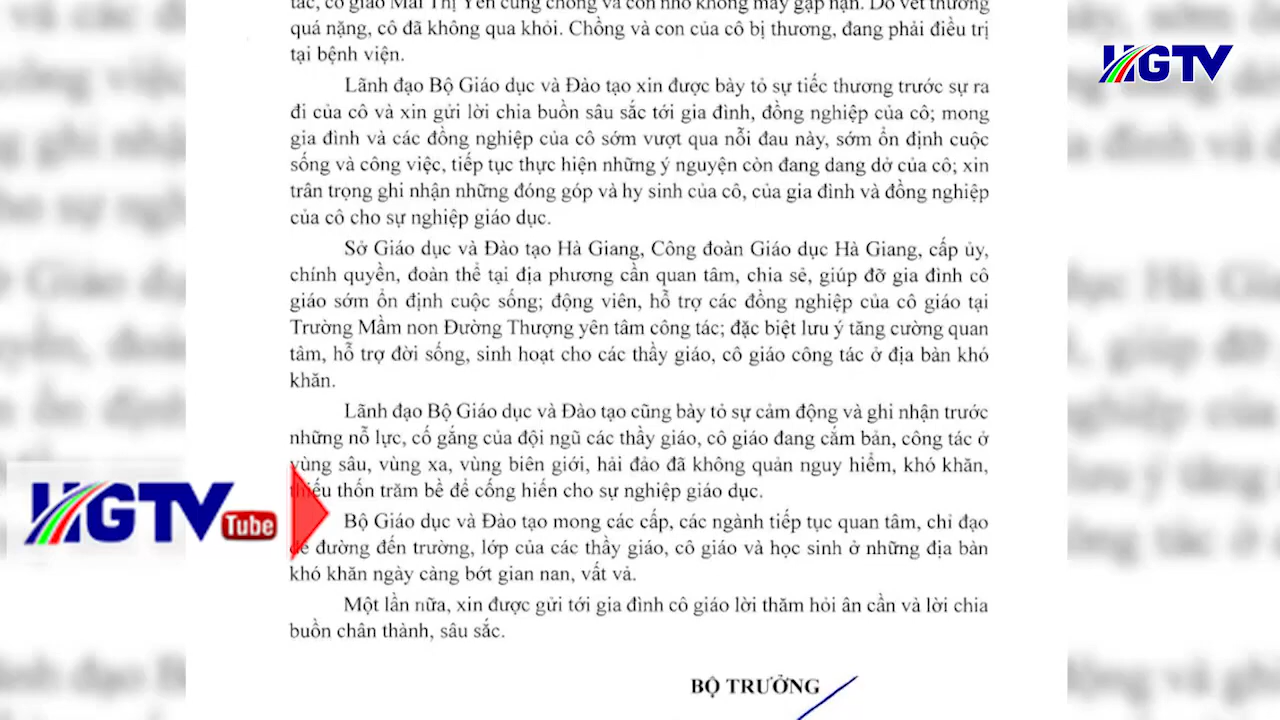 tác, cô giáo Mai Thị Yên cùng chồng và con nhỏ không may gặp nạn. Do vết thương
quá nặng, cô đã không qua khỏi. Chồng và con của cô bị thương, đang phải điều trị
tại bệnh viện.
Lãnh đạo Bộ Giáo dục và Đào tạo xin được bày tỏ sự tiếc thương trước sự ra
đi của cô và xin gửi lời chia buồn sâu sắc tới gia đình, đồng nghiệp của cô; mong
gia đình và các đồng nghiệp của cô sớm vượt qua nỗi đau này, sớm ổn định cuộc
sống và công việc, tiếp tục thực hiện những ý nguyện còn đang dang dở của cô; xin
trân trọng ghi nhận những đóng góp và hy sinh của cô, của gia đình và đồng nghiệp
của cô cho sự nghiệp giáo dục.
Sở Giáo dục và Đào tạo Hà Giang, Công đoàn Giáo dục Hà Giang, cấp ủy,
chính quyền, đoàn thể tại địa phương cần quan tâm, chia sẻ, giúp đỡ gia đình cô
giáo sớm ổn định cuộc sống; động viên, hỗ trợ các đồng nghiệp của cô giáo tại
Trường Mầm non Đường Thượng yên tâm công tác; đặc biệt lưu ý tăng cường quan
tâm, hỗ trợ đời sống, sinh hoạt cho các thầy giáo, cô giáo công tác ở địa bàn khó
khăn.
Lãnh đạo Bộ Giáo dục và Đào tạo cũng bày tỏ sự cảm động và ghi nhận trước
những nỗ lực, cố gắng của đội ngũ các thầy giáo, cô giáo đang cắm bản, công tác ở
vùng sâu, vùng xa, vùng biên giới, hải đảo đã không quản nguy hiểm, khó khăn,
thiếu thốn trăm bề để cống hiến cho sự nghiệp giáo dục.
Bộ Giáo dục và Đào tạo mong các cấp, các ngành tiếp tục quan tâm, chỉ đạo
để đường đến trường, lớp của các thầy giáo, cô giáo và học sinh ở những địa bàn
khó khăn ngày càng bớt gian nan, vất vả.
Một lần nữa, xin được gửi tới gia đình cô giáo lời thăm hỏi ân cần và lời chia
buồn chân thành, sâu sắc.
BỘ TRƯỞNG
HGTV
HGTV Tube